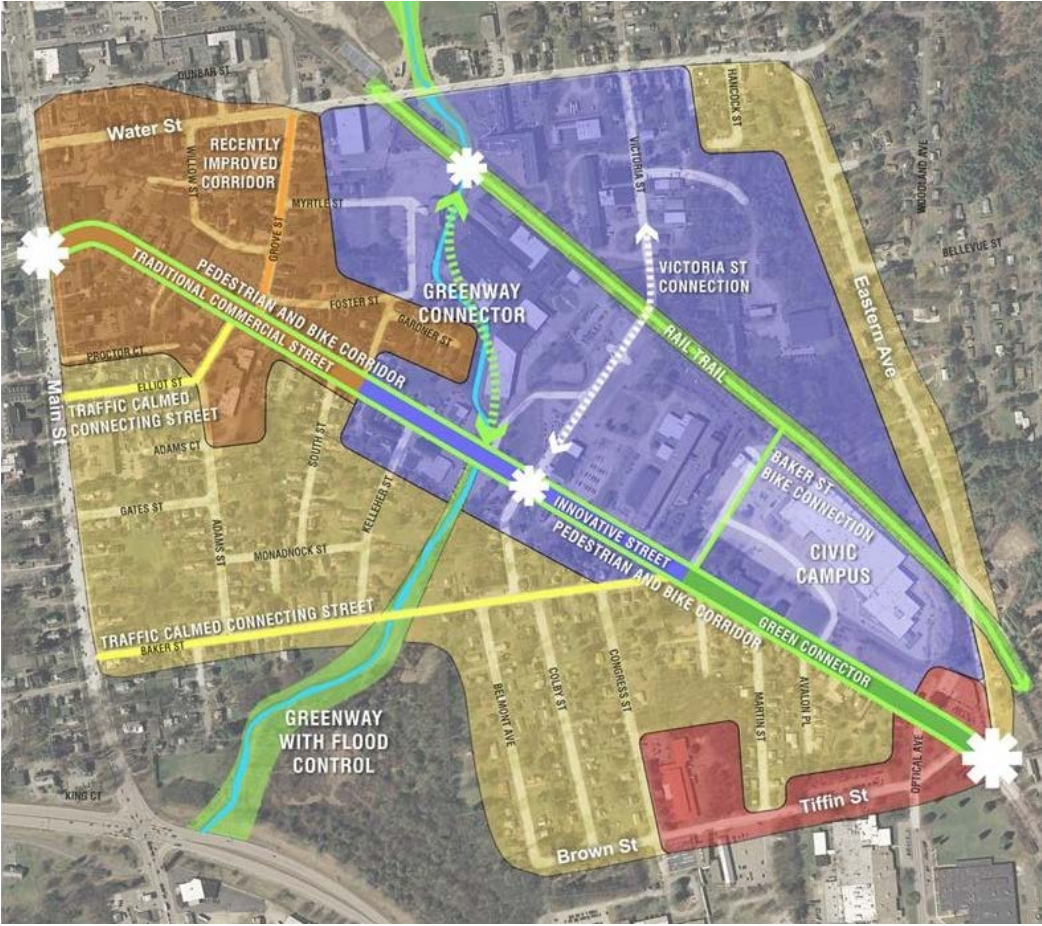 DUNBAR ST
Water St
RECENTLY
IMPROVED
CORRIDOR
WILLOW ST
GROVE ST
MYRTLE ST
HANCOCK ST
VICTORIA ST
WOODLAND AVE
BELLEVUE ST
Eastern Ave
PEDESTRIAN AND BIKE CORRIDOR
TRADITIONAL COMMERCIAL STREET
FOSTER ST
GARDNER ST
GREENWAY
CONNECTOR
VICTORIA ST
CONNECTION
RAIL TRAIL
PROCTOR CT
Main St
ELLIOT ST
TRAFFIC CALMED
CONNECTING STREET
ADAMS CT
SOUTH ST
KELLEHER ST
GATES ST
ADAMS ST
MONADNOCK ST
BAKER ST
BIKE CONNECTION
INNOVATIVE STREET
PEDESTRIAN AND BIKE CORRIDOR
CIVIC
CAMPUS
TRAFFIC CALMED CONNECTING STREET
BAKER ST
GREEN CONNECTOR
GREENWAY
WITH FLOOD
CONTROL
BELMONT AVE
COLBY ST
CONGRESS ST
MARTIN ST
AVALON PL
OPTICAL AVE
KING CT
Tiffin St
Brown St